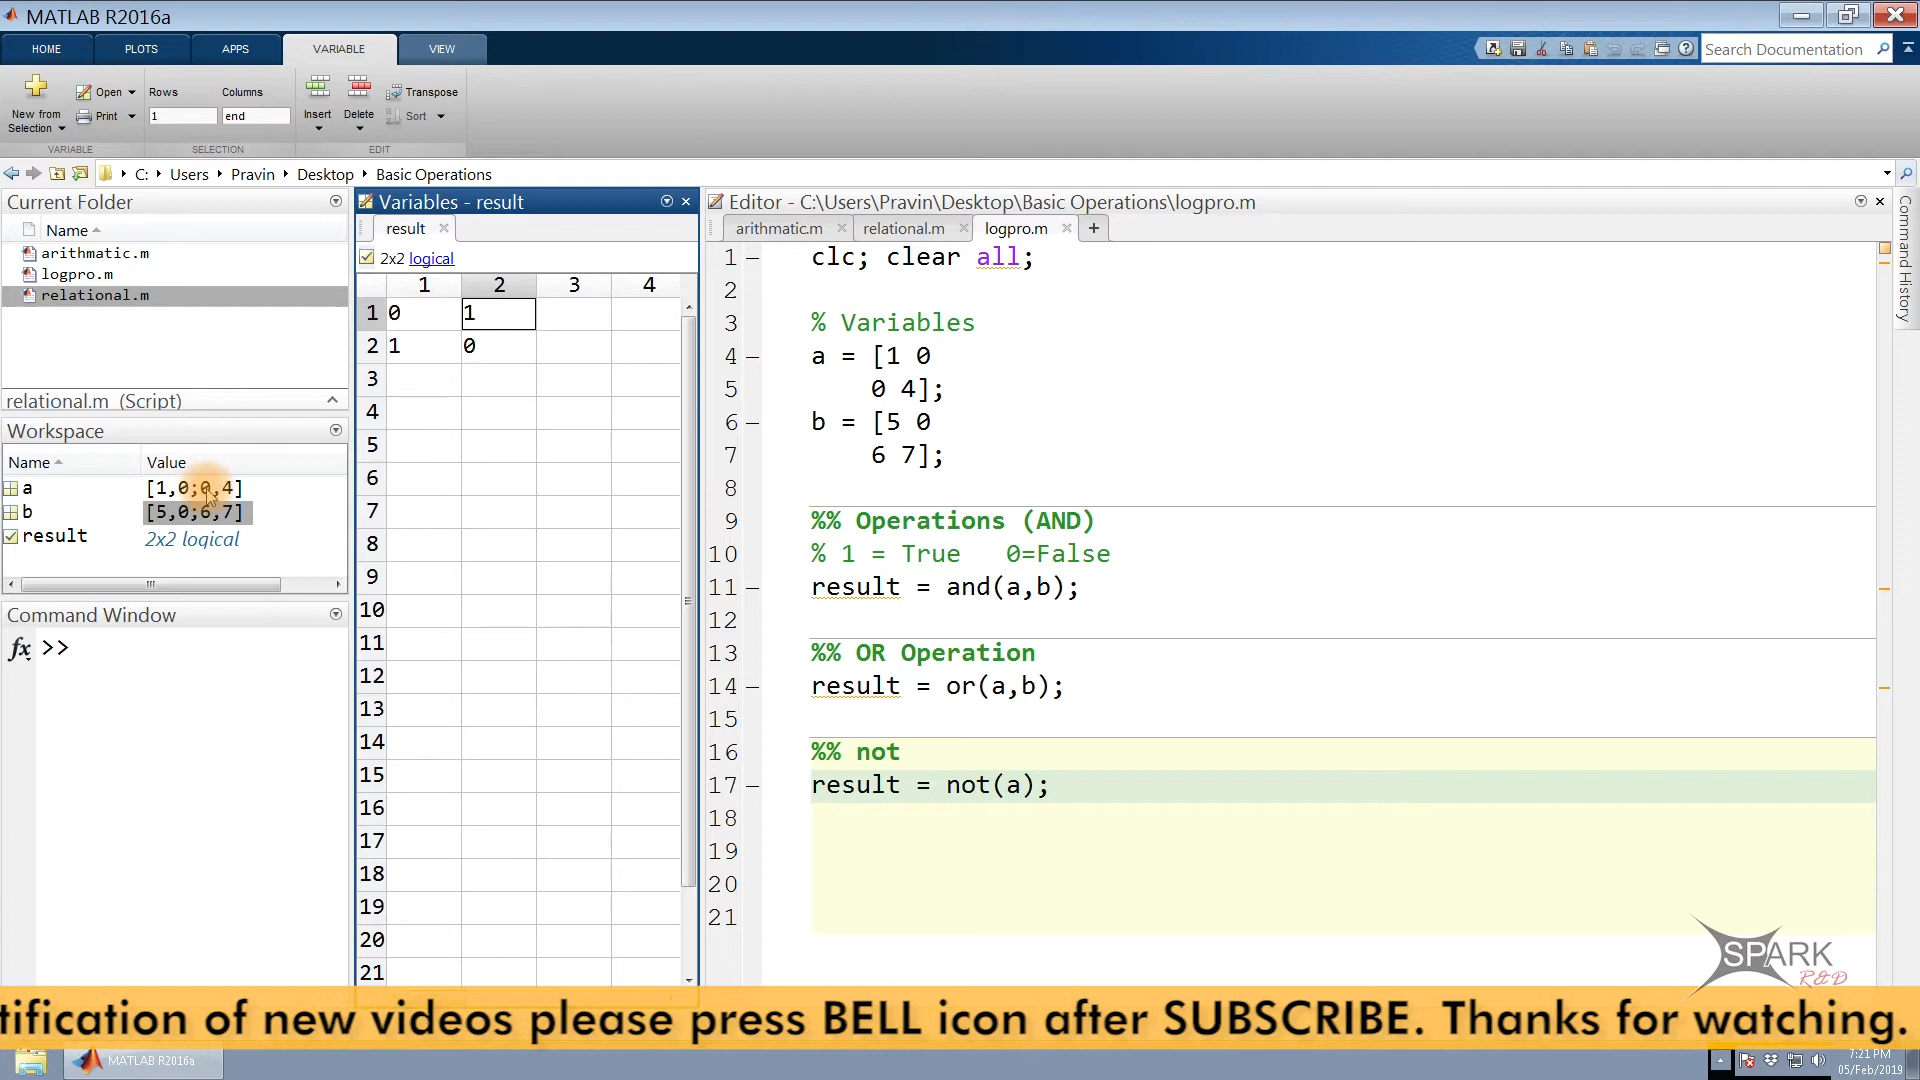 MATLAB R2016a
HOME
PLOTS
APPS
VARIABLE
VIEW
Search Documentation
New from
Selection
Open
Print
Rows
Columns
1
end
Insert
Delete
Transpose
Sort
VARIABLE
SELECTION
EDIT
C:
Users
Pravin
Desktop
Basic Operations
Current Folder
Name
arithmatic.m
logpro.m
relational.m
relational.m (Script)
Workspace
Name
Value
a
[1,0;0,4]
b
[5,0;6,7]
result
2x2 logical
Command Window
fx >>
Variables - result
result
2x2 logical
1 2 3 4
1 0 1
2 1 0
3
4
5
6
7
8
9
10
11
12
13
14
15
16
17
18
19
20
21
Editor - C:\Users\Pravin\Desktop\Basic Operations\logpro.m
arithmatic.m
relational.m
logpro.m
+
1 – clc; clear all;
2
3 % Variables
4 – a = [1 0
5 0 4];
6 – b = [5 0
7 6 7];
8
9 %% Operations (AND)
10 % 1 = True 0=False
11 – result = and(a,b);
12
13 %% OR Operation
14 – result = or(a,b);
15
16 %% not
17 – result = not(a);
18
19
20
21
Command History
SPARK
R&D
tification of new videos please press BELL icon after SUBSCRIBE. Thanks for watching.
MATLAB R2016a
7:21 PM
05/Feb/2019